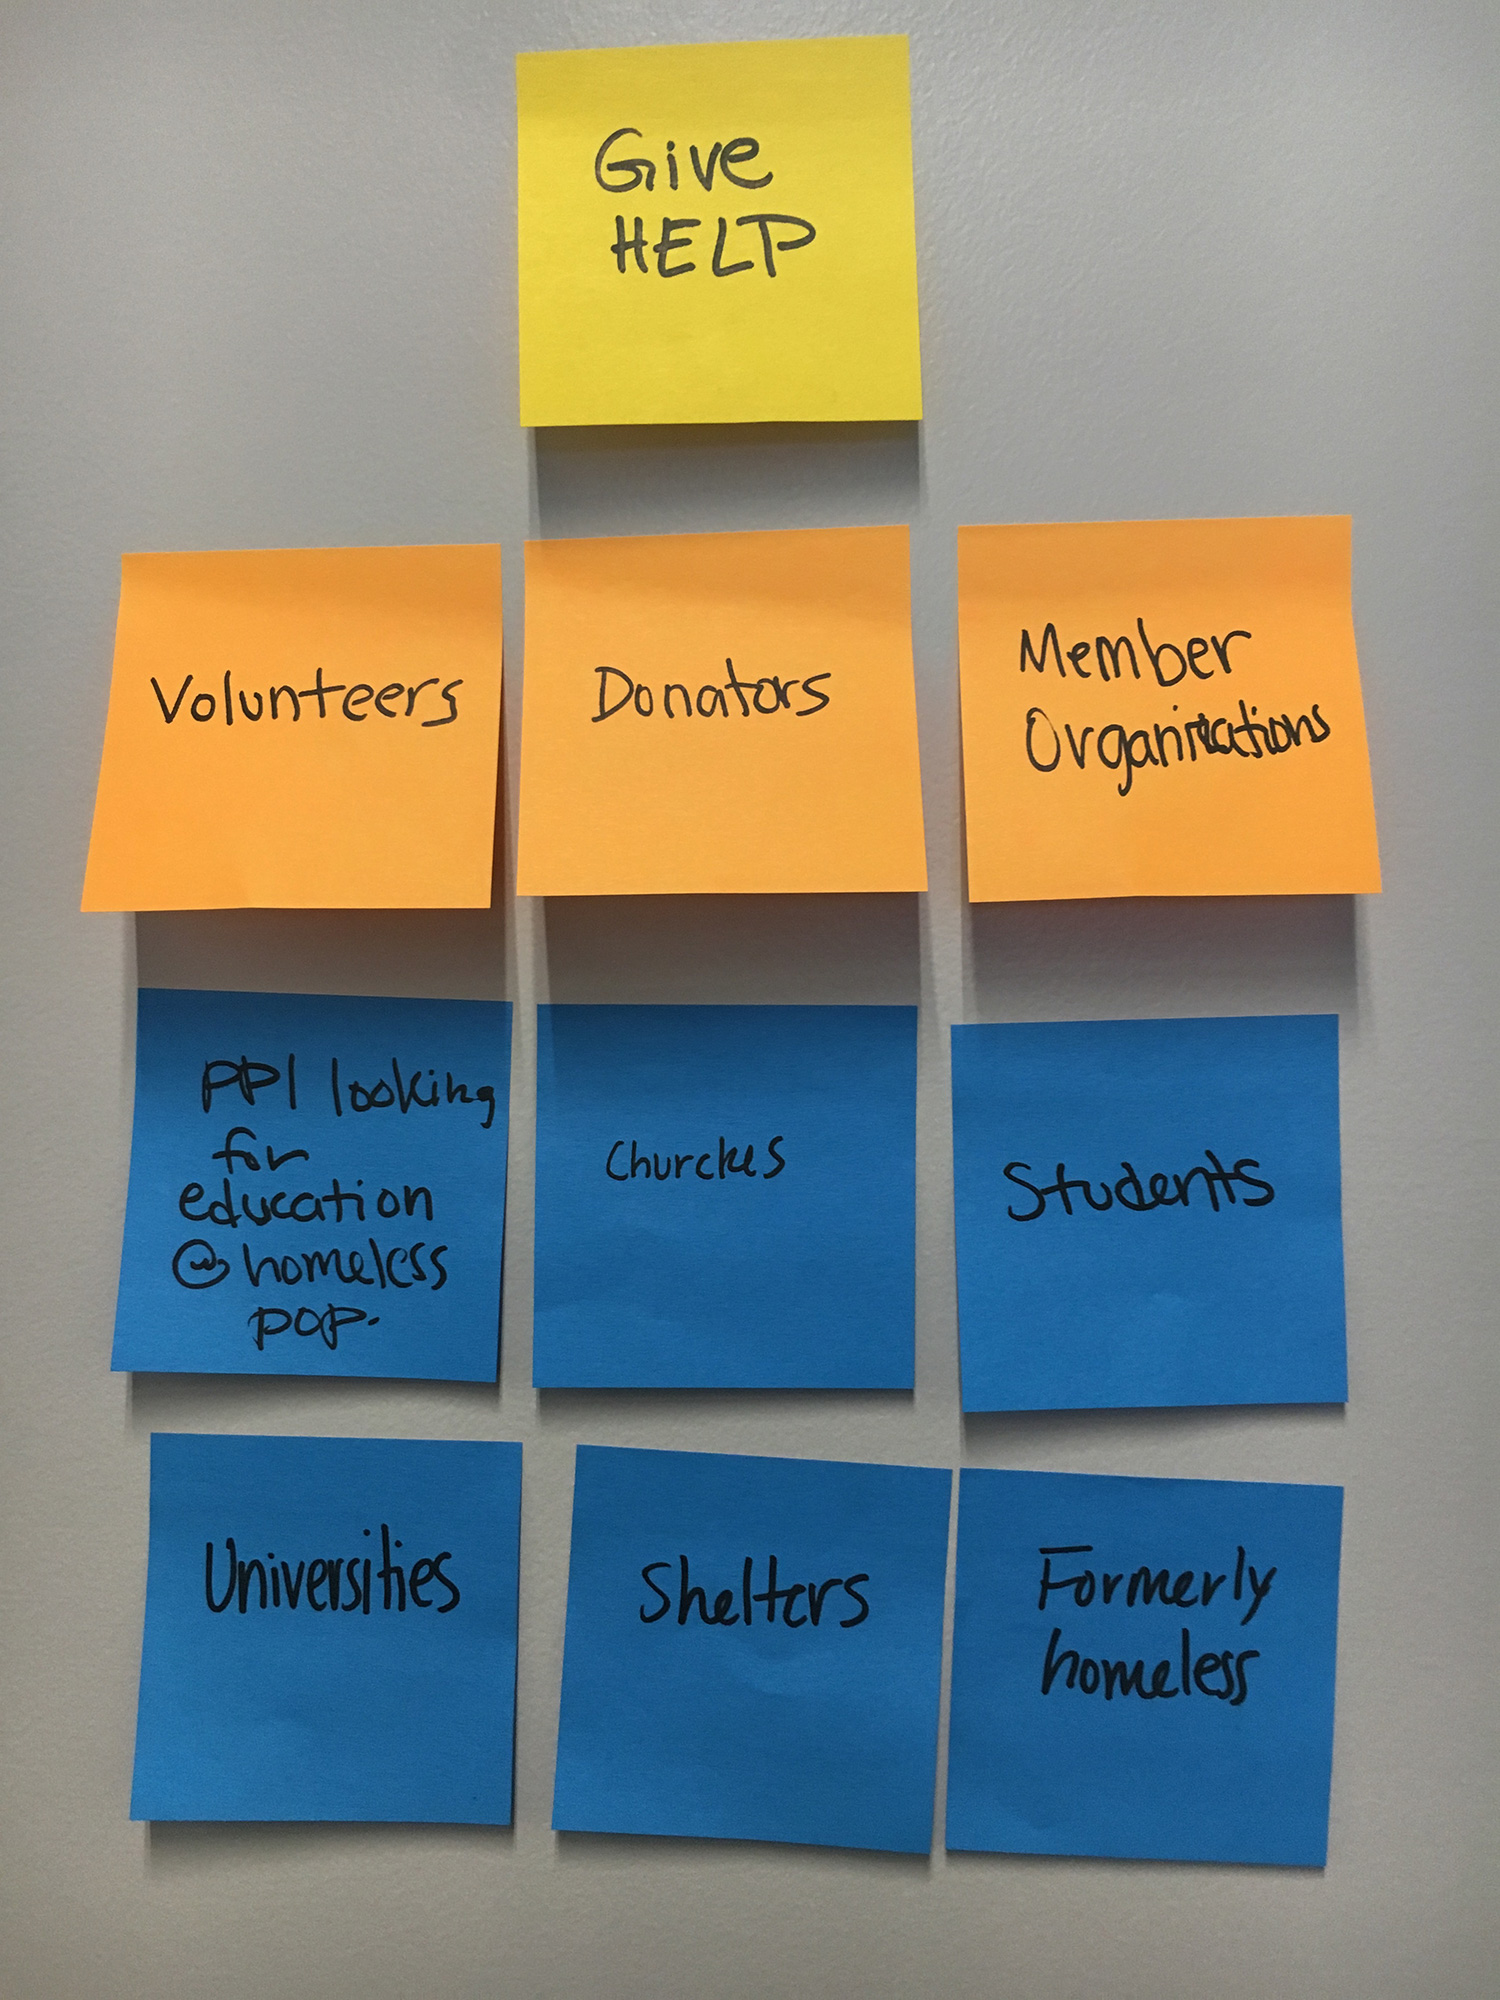 Give
HELP
Volunteers
Donators
Member
Organizations
PPl looking
for
education
@ homeless
pop.
Churches
Students
Universities
Shelters
Formerly
homeless